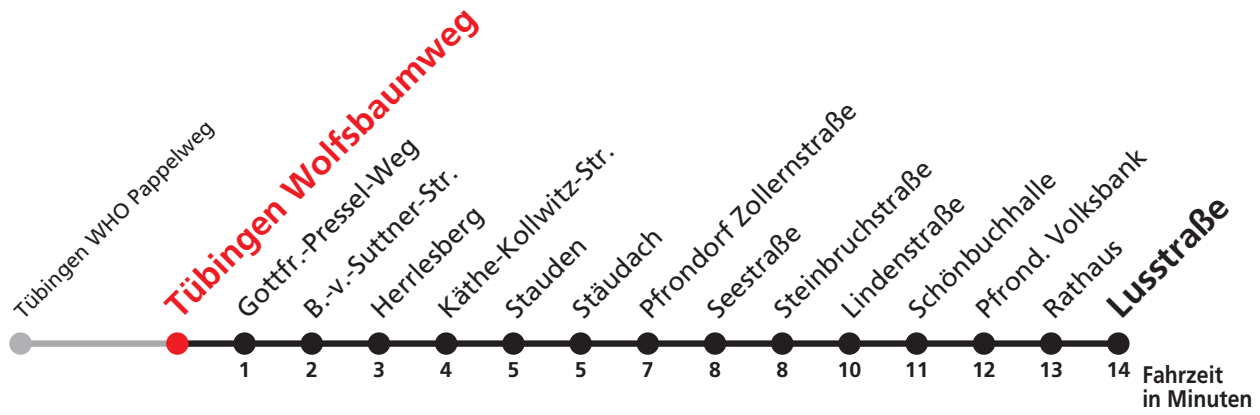 Tübingen WHO Pappelweg
Tübingen Wolfsbaumweg
Gottfr.-Pressel-Weg
B.-v.-Suttner-Str.
Herrlesberg
Käthe-Kollwitz-Str.
Stauden
Stäudach
Pfrondorf Zollernstraße
Seestraße
Steinbruchstraße
Lindenstraße
Schönbuchhalle
Pfrond. Volksbank
Rathaus
Lusstraße
1 2 3 4 5 5 7 8 8 10 11 12 13 14
Fahrzeit
in Minuten